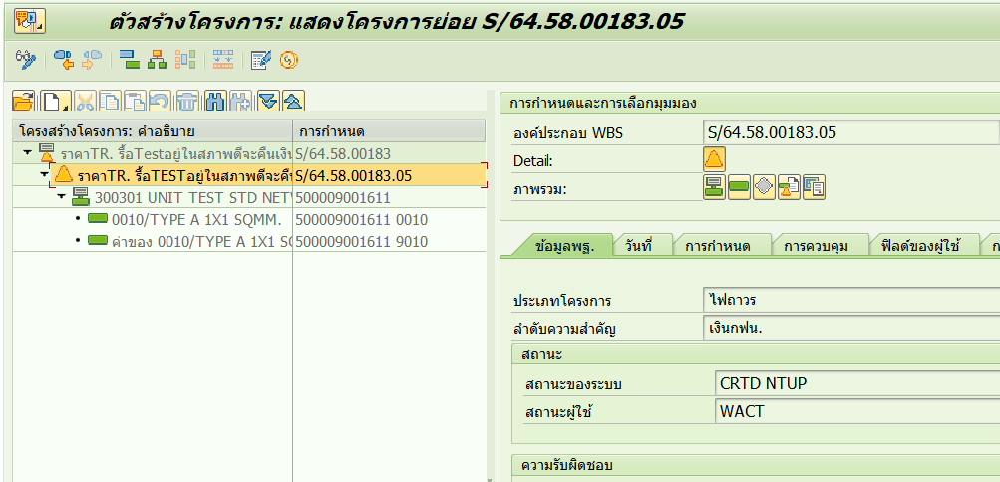 ตัวสร้างโครงการ: แสดงโครงการย่อย S/64.58.00183.05
โครงสร้างโครงการ: คำอธิบาย การกำหนด
ราคาTR. รื้อTestอยู่ในสภาพดีจะคืนเงิน S/64.58.00183
ราคาTR. รื้อTESTอยู่ในสภาพดีจะคืน S/64.58.00183.05
300301 UNIT TEST STD NETV 500009001611
0010/TYPE A 1X1 SQMM. 500009001611 0010
ค่าของ 0010/TYPE A 1X1 SQ 500009001611 9010
การกำหนดและการเลือกมุมมอง
องค์ประกอบ WBS S/64.58.00183.05
Detail:
ภาพรวม:
ข้อมูลพฐ. วันที่ การกำหนด การควบคุม ฟิลด์ของผู้ใช้ ก
ประเภทโครงการ ไฟถาวร
ลำดับความสำคัญ เงินกฟน.
สถานะ
สถานะของระบบ CRTD NTUP
สถานะผู้ใช้ WACT
ความรับผิดชอบ